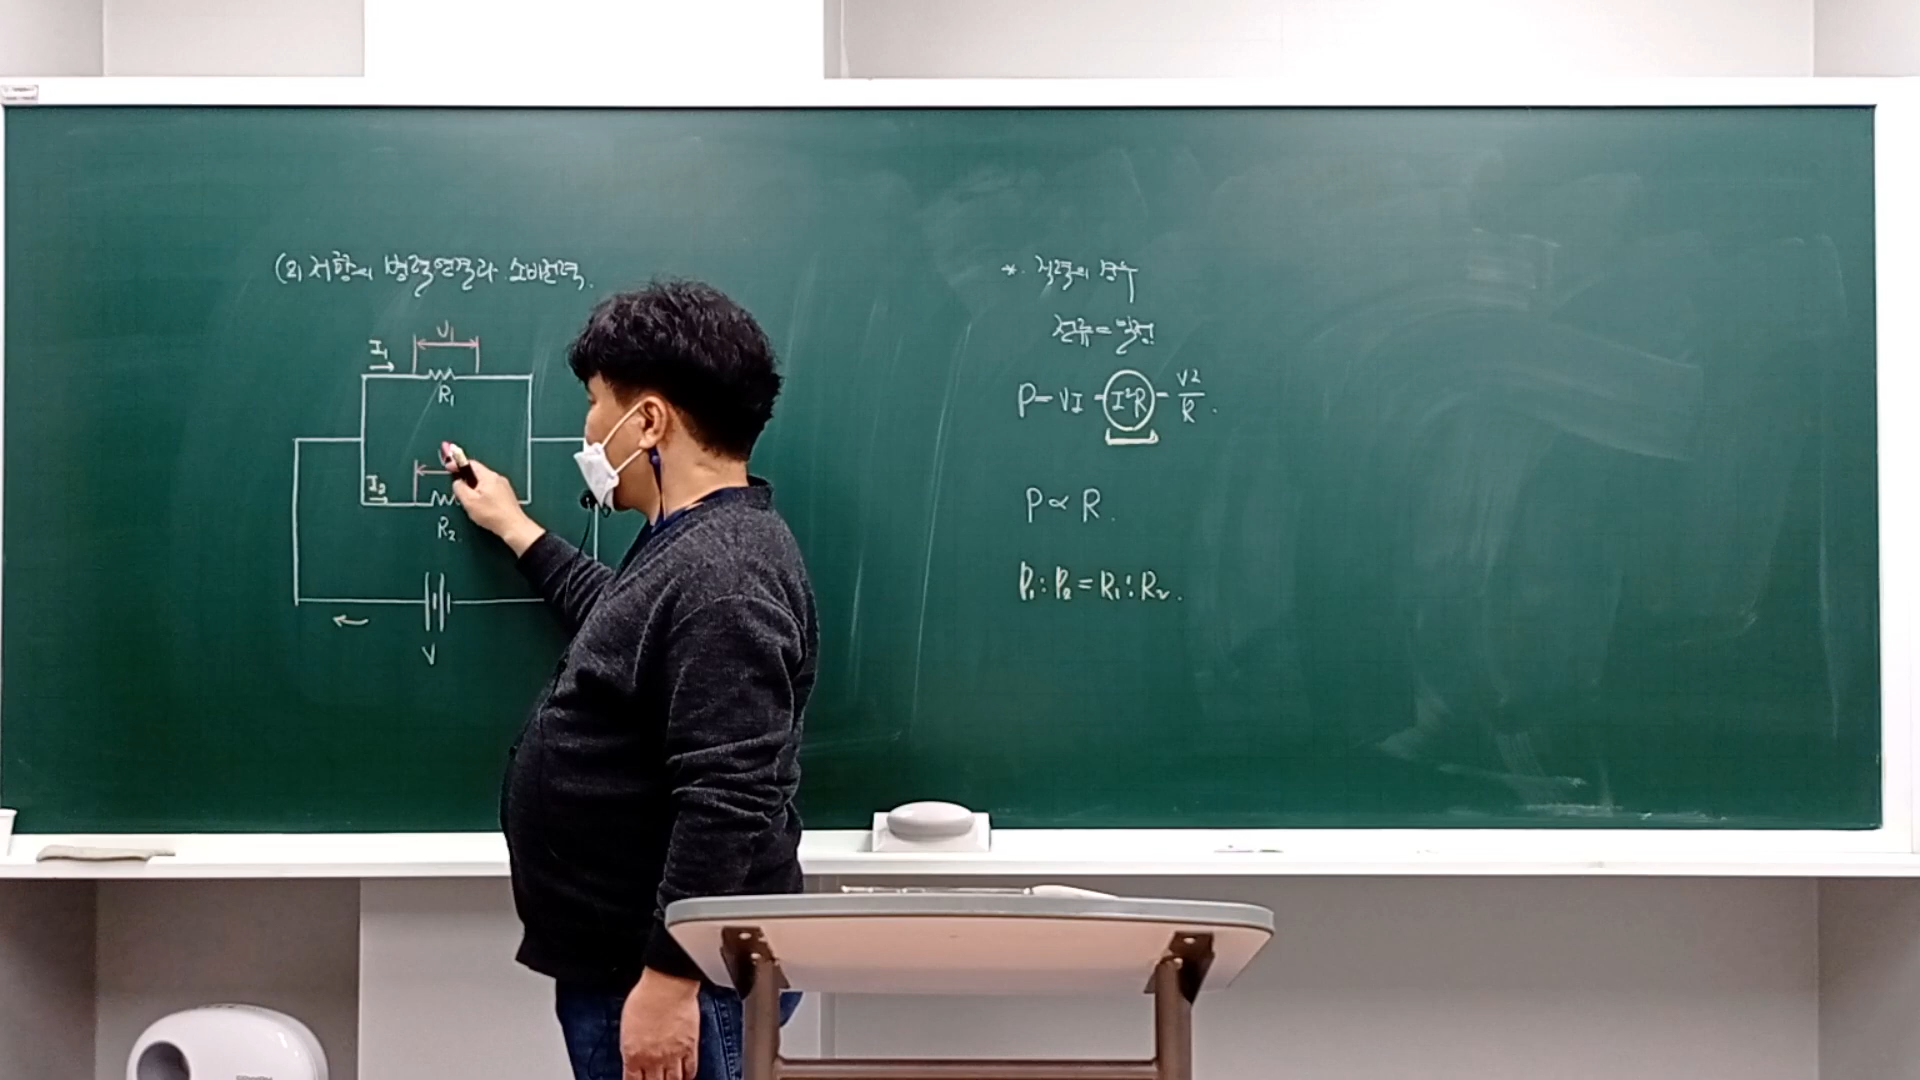 (2) 저항의 병렬연결과 소비전력.
V₁
I₁
R₁
I₂
R₂
V
*. 직렬의 경우
전류 = 일정
P = VI = I²R = V²/R.
P ∝ R.
P₁ : P₂ = R₁ : R₂.